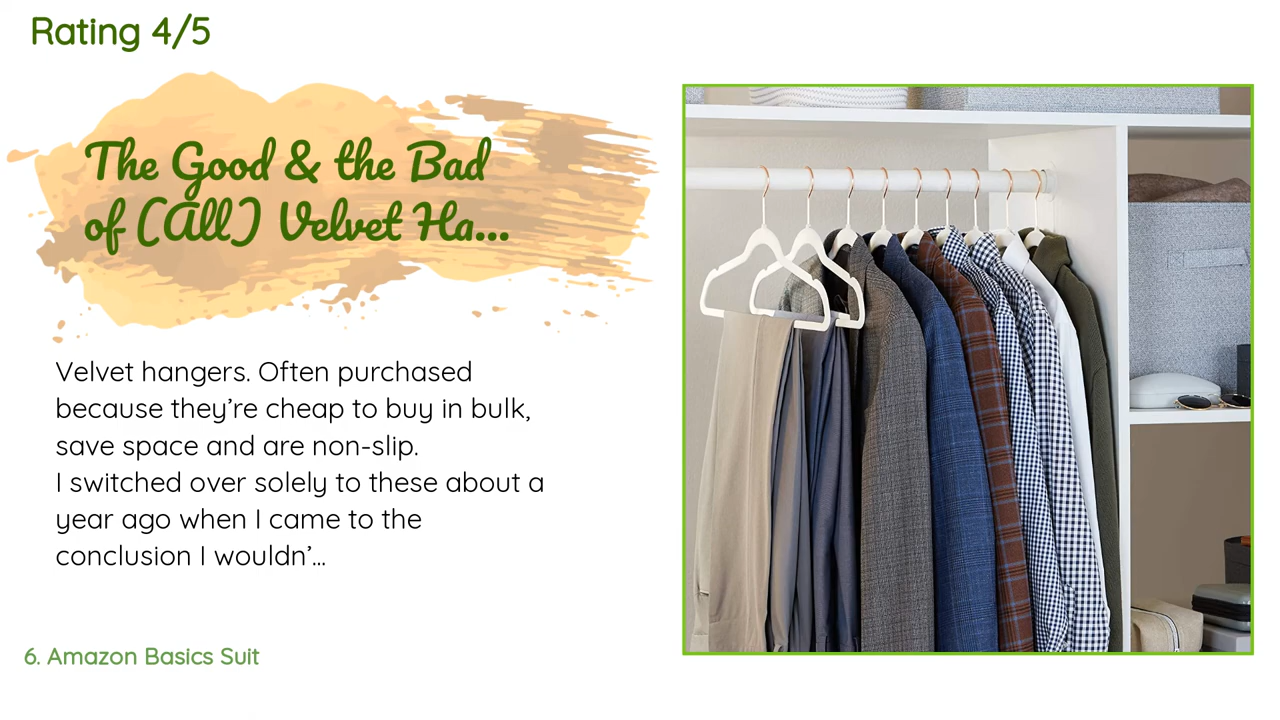 Rating 4/5
The Good & the Bad
of (All) Velvet Ha...
Velvet hangers. Often purchased
because they’re cheap to buy in bulk,
save space and are non-slip.
I switched over solely to these about a
year ago when I came to the
conclusion I wouldn’...
6. Amazon Basics Suit